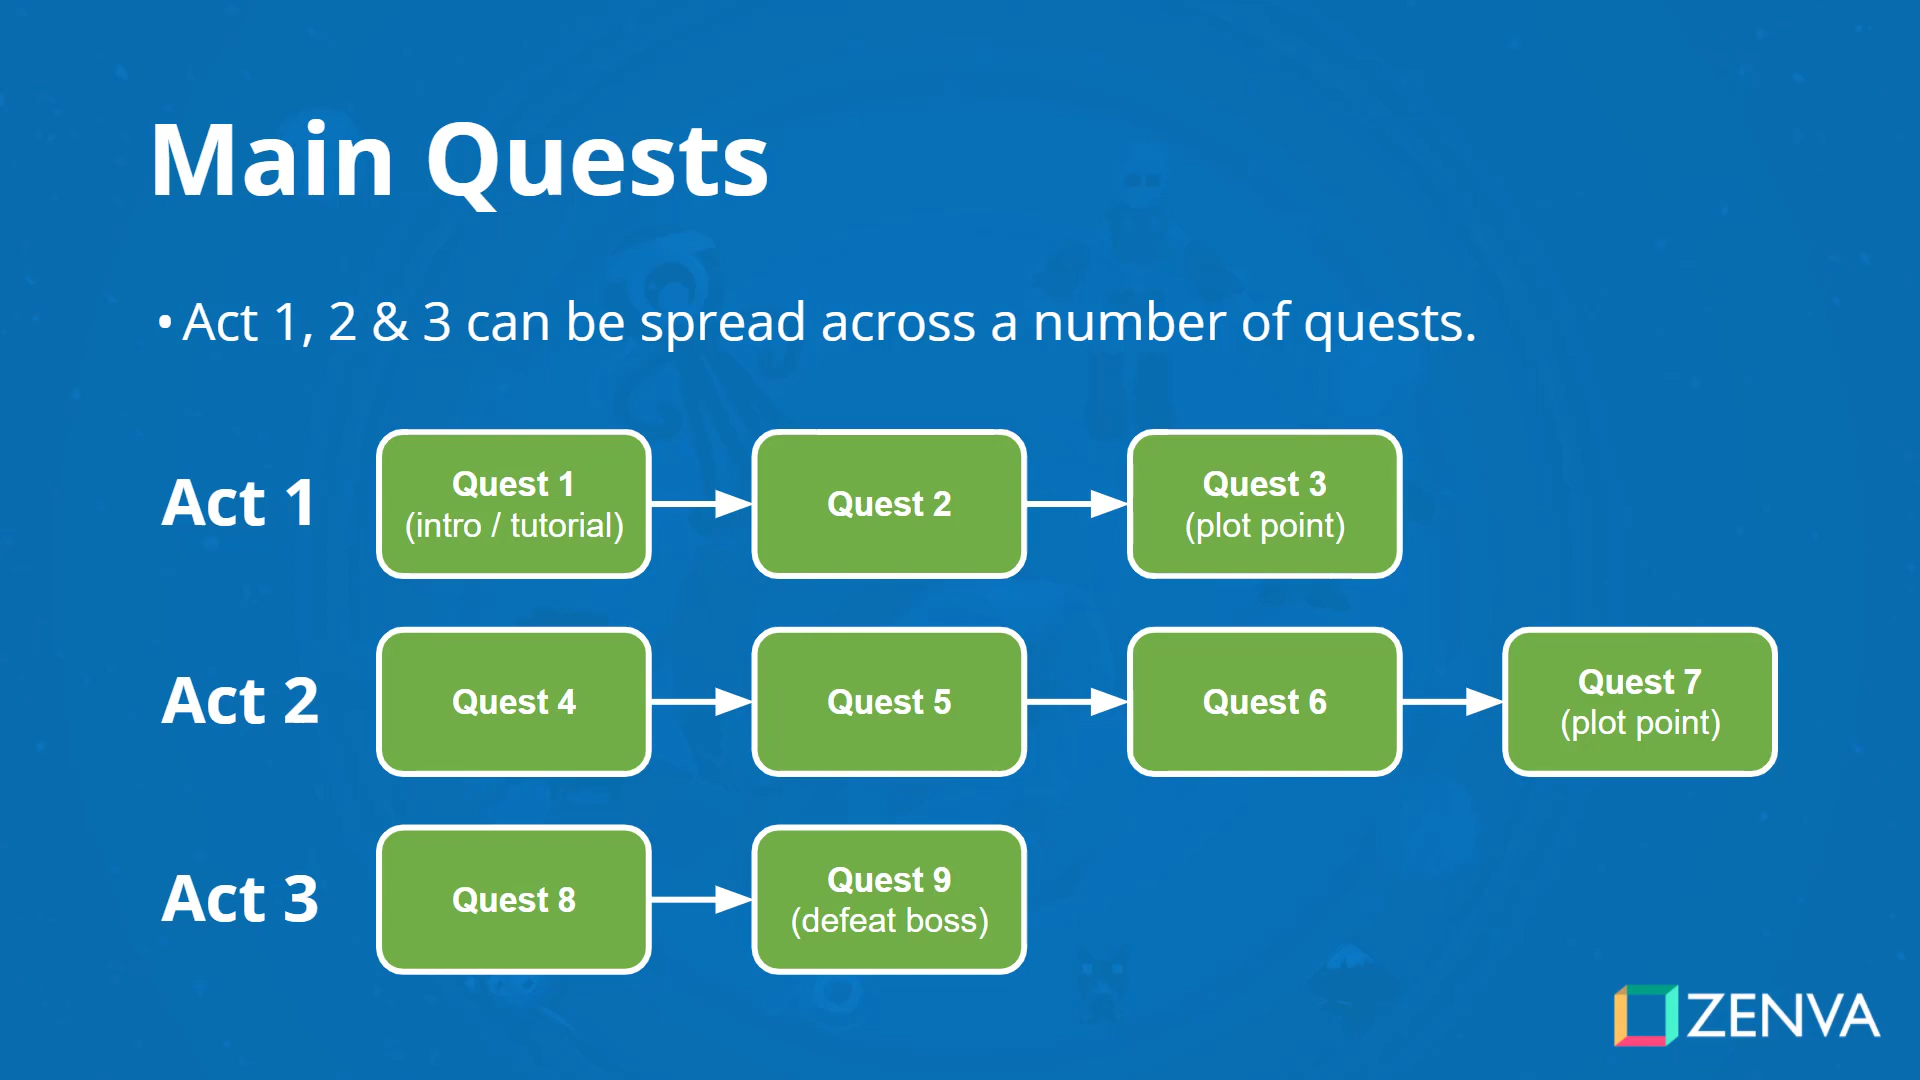 Main Quests
• Act 1, 2 & 3 can be spread across a number of quests.
Act 1
Quest 1
(intro / tutorial)
Quest 2
Quest 3
(plot point)
Act 2
Quest 4
Quest 5
Quest 6
Quest 7
(plot point)
Act 3
Quest 8
Quest 9
(defeat boss)
ZENVA